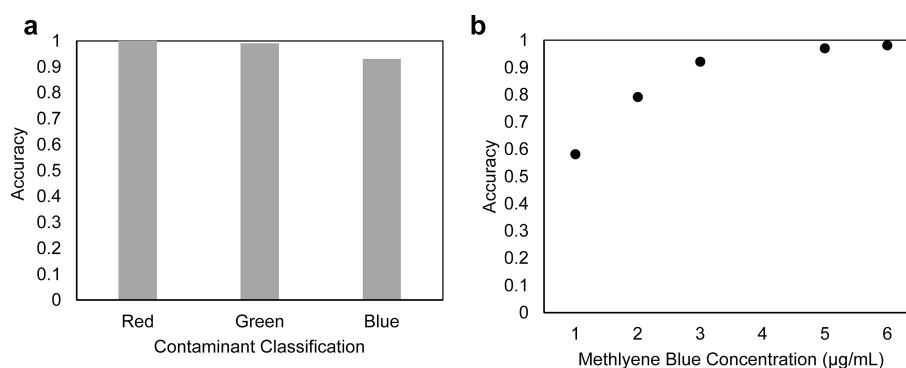 a
Accuracy
1
0.9
0.8
0.7
0.6
0.5
0.4
0.3
0.2
0.1
0
Red Green Blue
Contaminant Classification
b
Accuracy
1
0.9
0.8
0.7
0.6
0.5
0.4
0.3
0.2
0.1
0
1 2 3 4 5 6
Methlyene Blue Concentration (µg/mL)